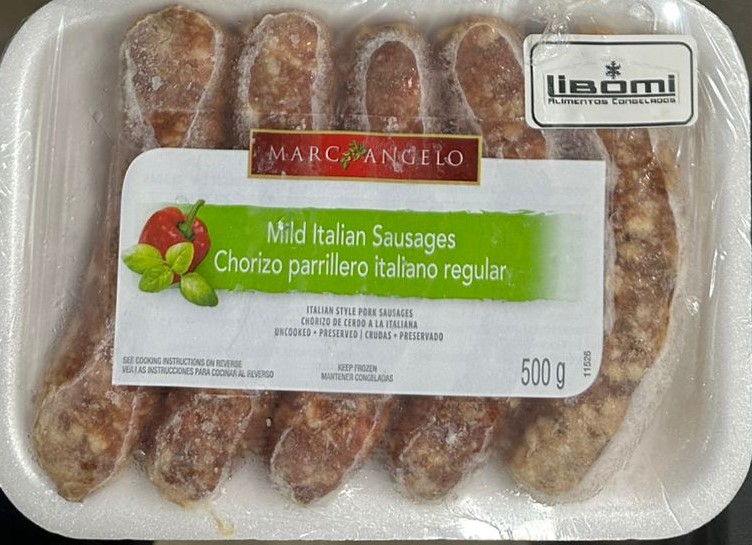 LIBOMI
ALIMENTOS CONGELADOS
MARC ANGELO
Mild Italian Sausages
Chorizo parrillero italiano regular
ITALIAN STYLE PORK SAUSAGES
CHORIZO DE CERDO A LA ITALIANA
UNCOOKED • PRESERVED | CRUDAS • PRESERVADO
SEE COOKING INSTRUCTIONS ON REVERSE
VEA LAS INSTRUCCIONES PARA COCINAR AL REVERSO
KEEP FROZEN
MANTENER CONGELADAS
500 g
11526